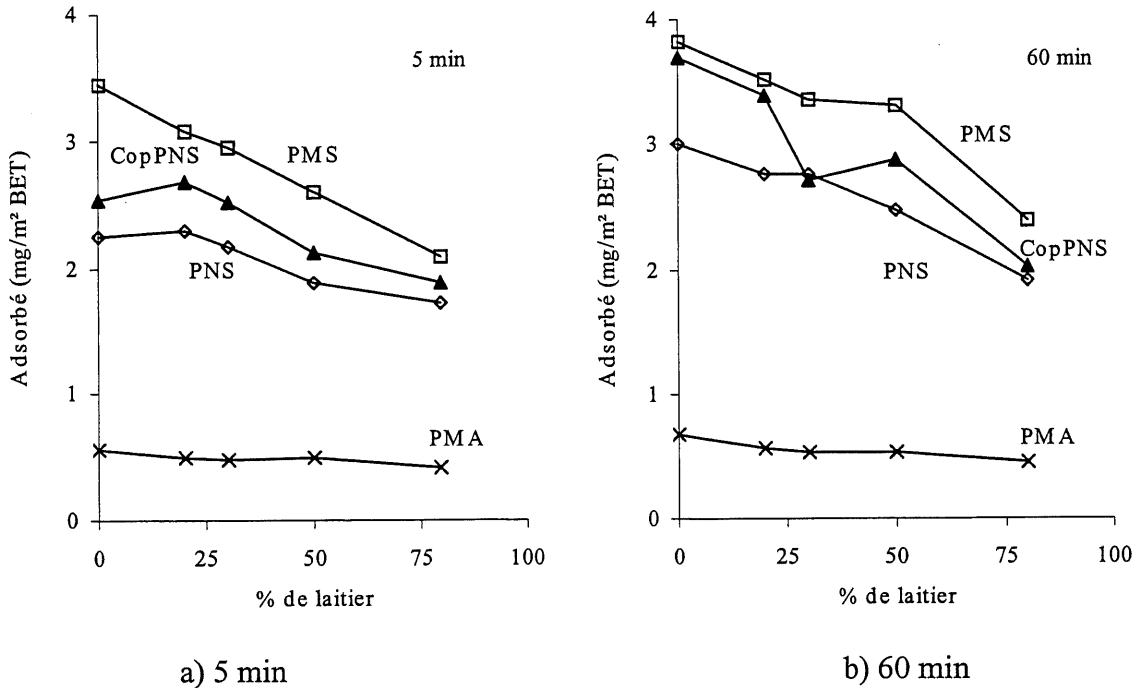 4
5 min
3
CopPNS
PMS
2
PNS
1
PMA
0
0
25
50
75
100
Adsorbé (mg/m² BET)
% de laitier
a) 5 min
4
60 min
3
PMS
2
PNS
CopPNS
1
PMA
0
0
25
50
75
100
Adsorbé (mg/m² BET)
% de laitier
b) 60 min